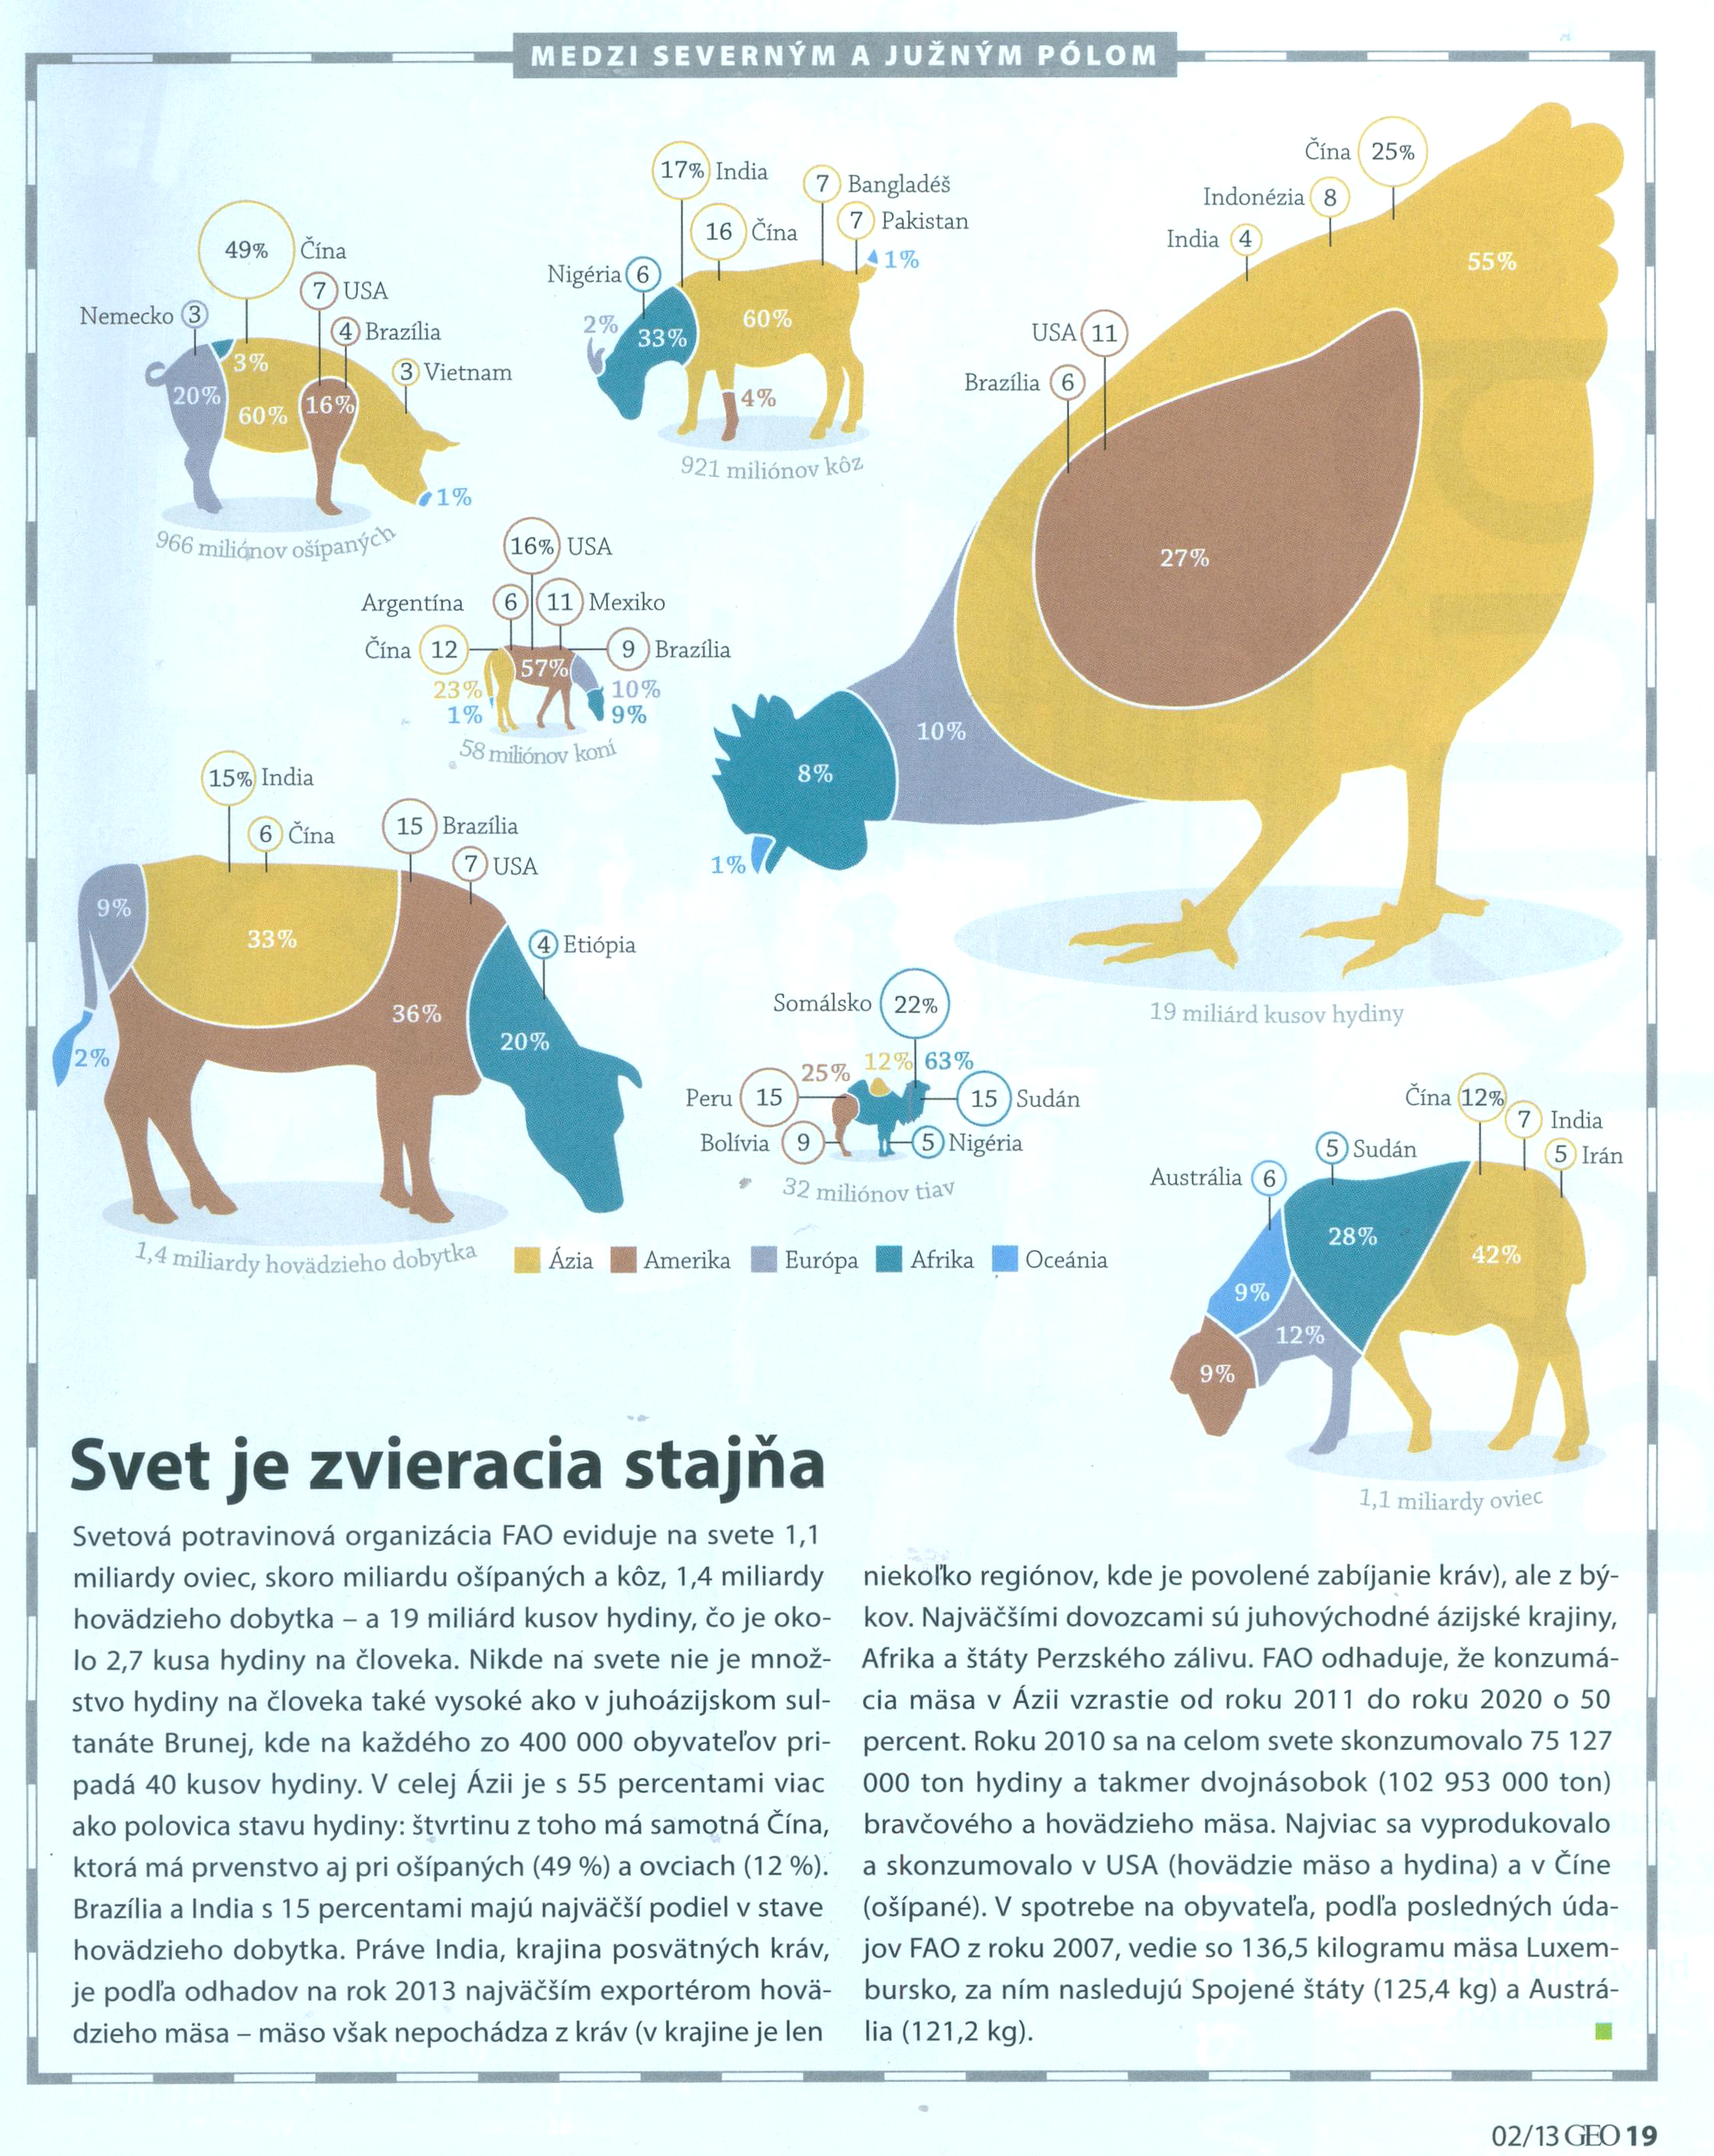 MEDZI SEVERNÝM A JUŽNÝM PÓLOM
49% Čína
7 USA
Nemecko 3
4 Brazília
3 Vietnam
3%
20%
60%
16%
1%
966 miliónov ošípaných
17% India
7 Bangladéš
16 Čína
7 Pakistan
1%
Nigéria 6
2%
33%
60%
4%
921 miliónov kôz
Čína 25%
Indonézia 8
India 4
55%
USA 11
Brazília 6
27%
10%
8%
1%
19 miliárd kusov hydiny
16% USA
Argentína 6
11 Mexiko
Čína 12
9 Brazília
57%
23%
10%
1%
9%
58 miliónov koní
15% India
6 Čína
15 Brazília
7 USA
9%
33%
4 Etiópia
36%
20%
2%
1,4 miliardy hovädzieho dobytka
Somálsko 22%
25%
12%
63%
Peru 15
15 Sudán
Bolívia 9
5 Nigéria
32 miliónov tiav
Čína 12%
7 India
5 Sudán
5 Irán
Austrália 6
28%
42%
9%
12%
9%
1,1 miliardy oviec
Ázia Amerika Európa Afrika Oceánia
Svet je zvieracia stajňa
Svetová potravinová organizácia FAO eviduje na svete 1,1
miliardy oviec, skoro miliardu ošípaných a kôz, 1,4 miliardy
hovädzieho dobytka – a 19 miliárd kusov hydiny, čo je oko-
lo 2,7 kusa hydiny na človeka. Nikde na svete nie je množ-
stvo hydiny na človeka také vysoké ako v juhoázijskom sul-
tanáte Brunej, kde na každého zo 400 000 obyvateľov pri-
padá 40 kusov hydiny. V celej Ázii je s 55 percentami viac
ako polovica stavu hydiny: štvrtinu z toho má samotná Čína,
ktorá má prvenstvo aj pri ošípaných (49 %) a ovciach (12 %).
Brazília a India s 15 percentami majú najväčší podiel v stave
hovädzieho dobytka. Práve India, krajina posvätných kráv,
je podľa odhadov na rok 2013 najväčším exportérom hovä-
dzieho mäsa – mäso však nepochádza z kráv (v krajine je len
niekoľko regiónov, kde je povolené zabíjanie kráv), ale z bý-
kov. Najväčšími dovozcami sú juhovýchodné ázijské krajiny,
Afrika a štáty Perzského zálivu. FAO odhaduje, že konzumá-
cia mäsa v Ázii vzrastie od roku 2011 do roku 2020 o 50
percent. Roku 2010 sa na celom svete skonzumovalo 75 127
000 ton hydiny a takmer dvojnásobok (102 953 000 ton)
bravčového a hovädzieho mäsa. Najviac sa vyprodukovalo
a skonzumovalo v USA (hovädzie mäso a hydina) a v Číne
(ošípané). V spotrebe na obyvateľa, podľa posledných úda-
jov FAO z roku 2007, vedie so 136,5 kilogramu mäsa Luxem-
bursko, za ním nasledujú Spojené štáty (125,4 kg) a Austrá-
lia (121,2 kg).
02/13 GEO 19